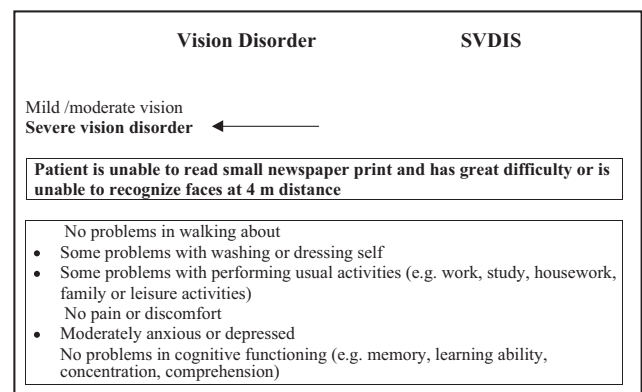 Vision Disorder SVDIS
Mild /moderate vision
Severe vision disorder
Patient is unable to read small newspaper print and has great difficulty or is
unable to recognize faces at 4 m distance
No problems in walking about
• Some problems with washing or dressing self
• Some problems with performing usual activities (e.g. work, study, housework,
family or leisure activities)
No pain or discomfort
• Moderately anxious or depressed
No problems in cognitive functioning (e.g. memory, learning ability,
concentration, comprehension)